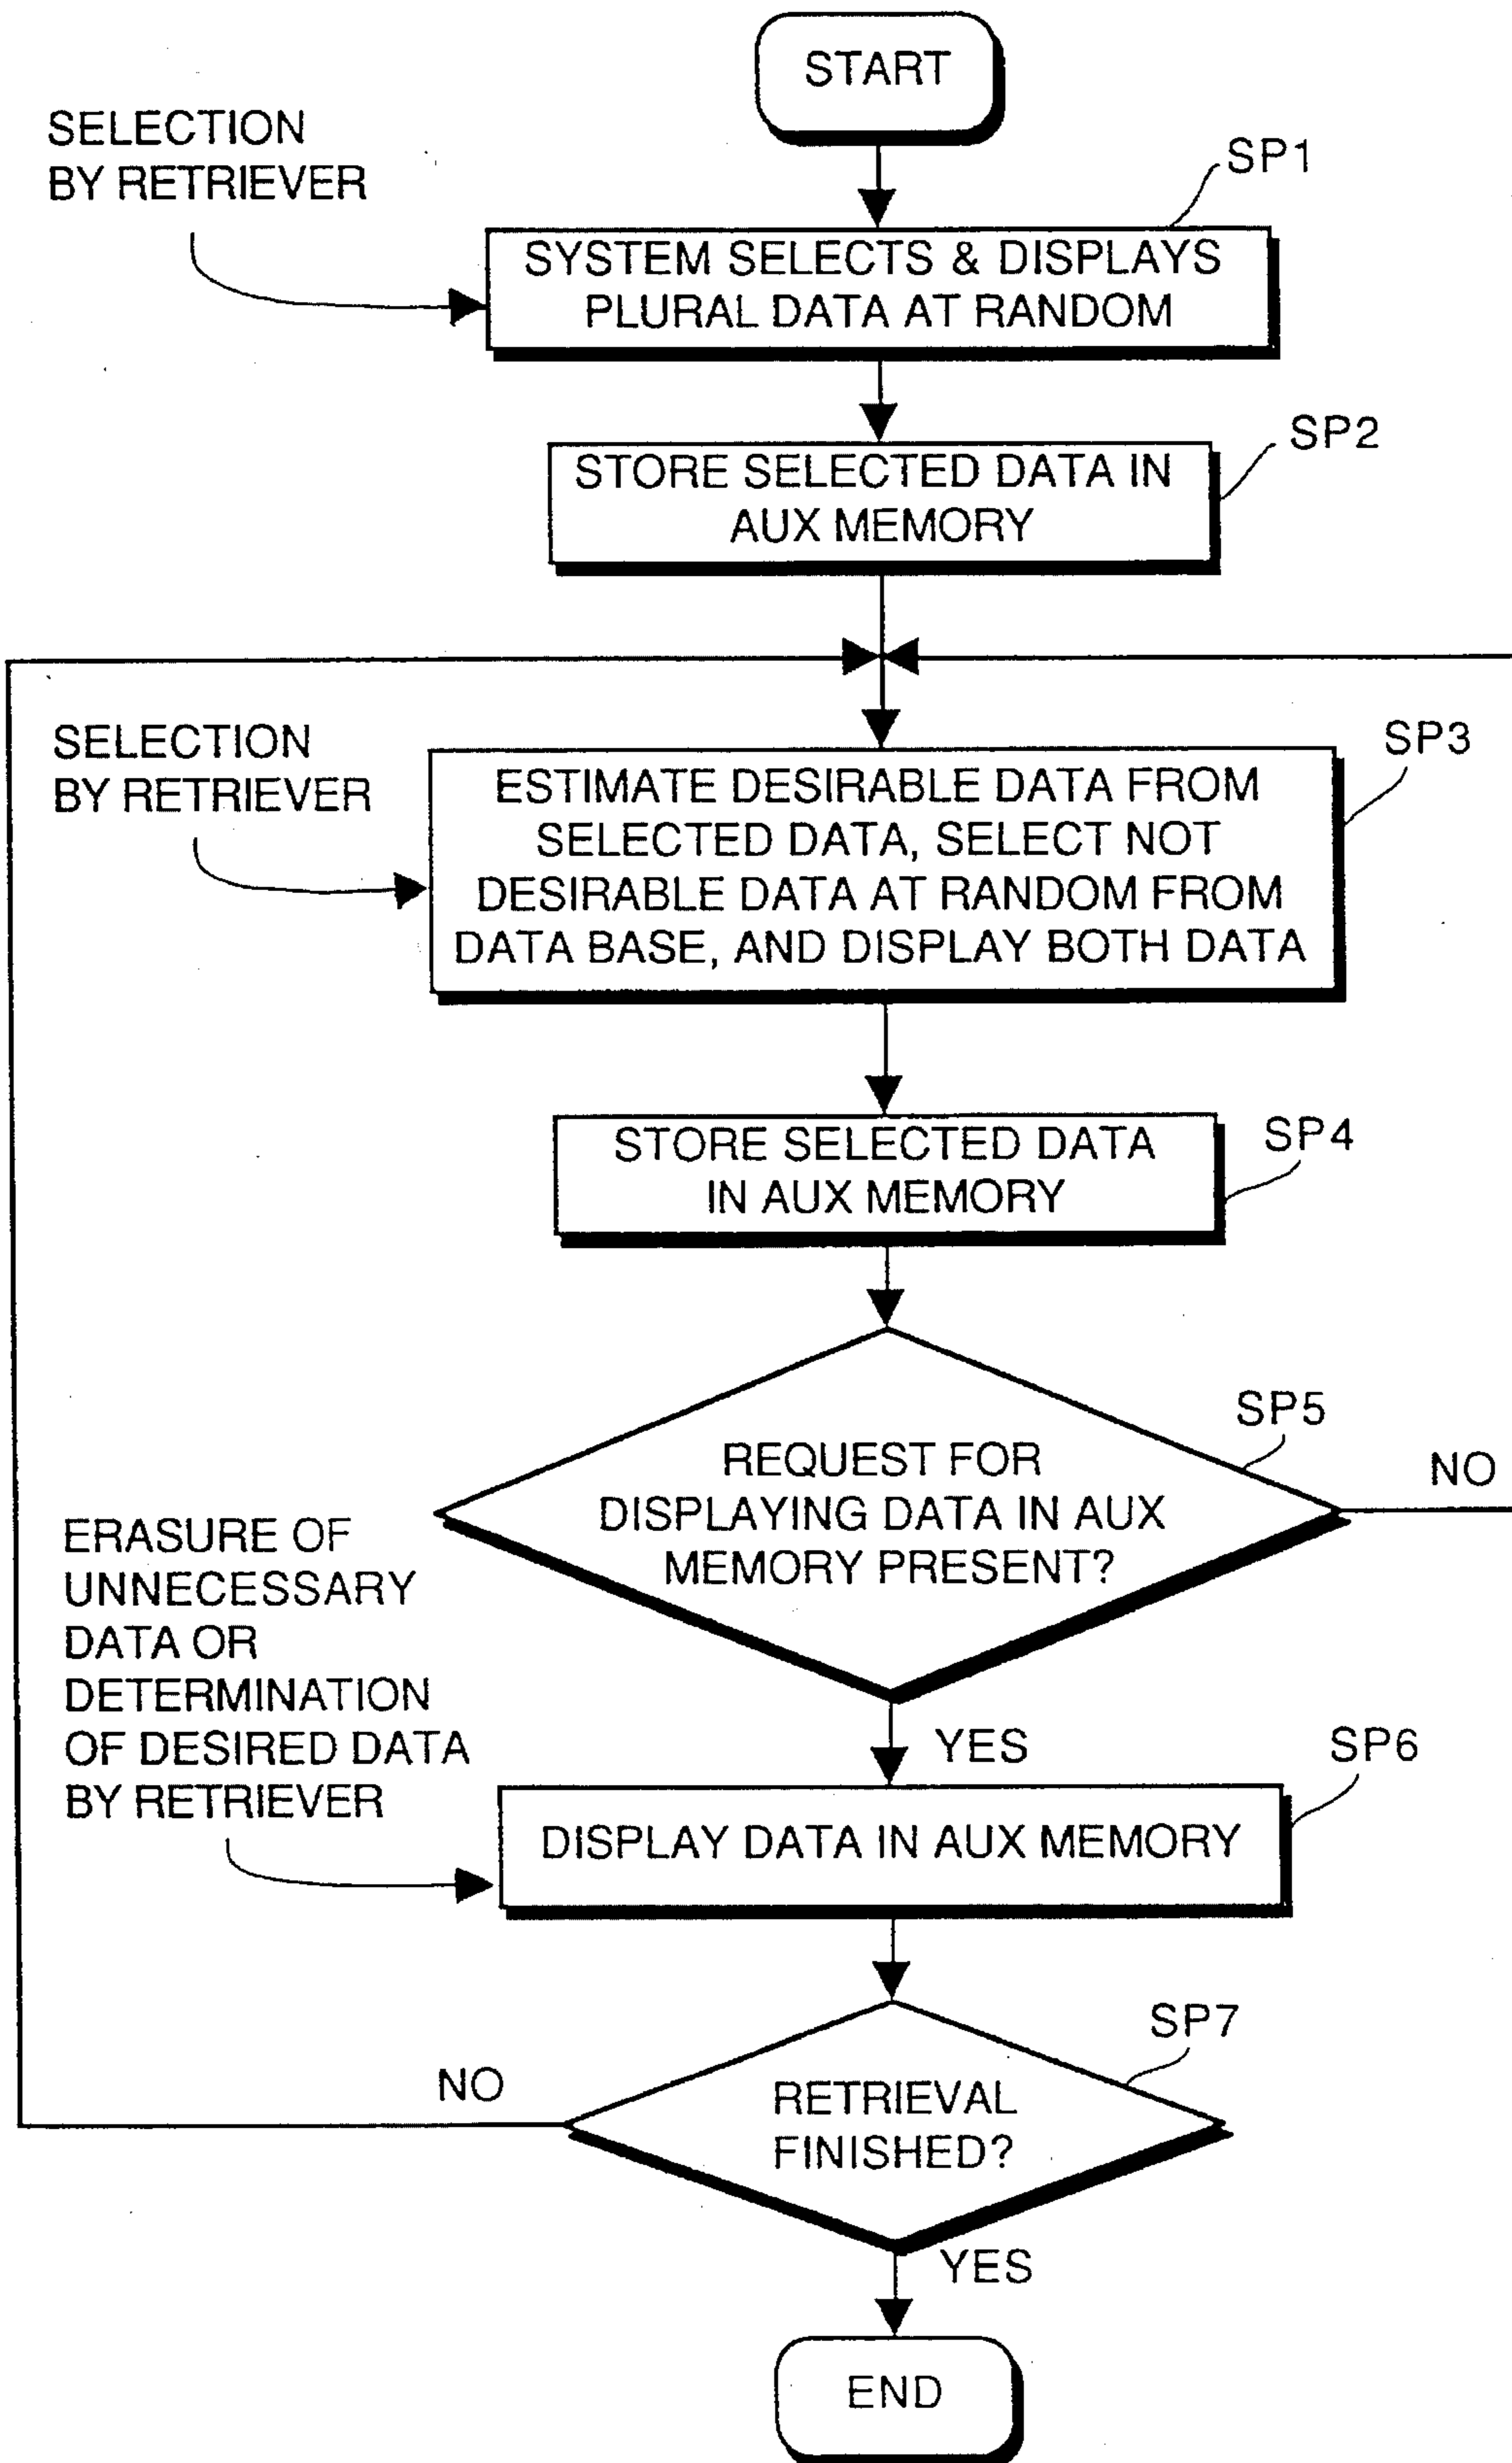 START
SELECTION
BY RETRIEVER
SP1
SYSTEM SELECTS & DISPLAYS
PLURAL DATA AT RANDOM
SP2
STORE SELECTED DATA IN
AUX MEMORY
SELECTION
BY RETRIEVER
SP3
ESTIMATE DESIRABLE DATA FROM
SELECTED DATA, SELECT NOT
DESIRABLE DATA AT RANDOM FROM
DATA BASE, AND DISPLAY BOTH DATA
SP4
STORE SELECTED DATA
IN AUX MEMORY
SP5
REQUEST FOR
DISPLAYING DATA IN AUX
MEMORY PRESENT?
NO
ERASURE OF
UNNECESSARY
DATA OR
DETERMINATION
OF DESIRED DATA
BY RETRIEVER
YES
SP6
DISPLAY DATA IN AUX MEMORY
SP7
NO
RETRIEVAL
FINISHED?
YES
END